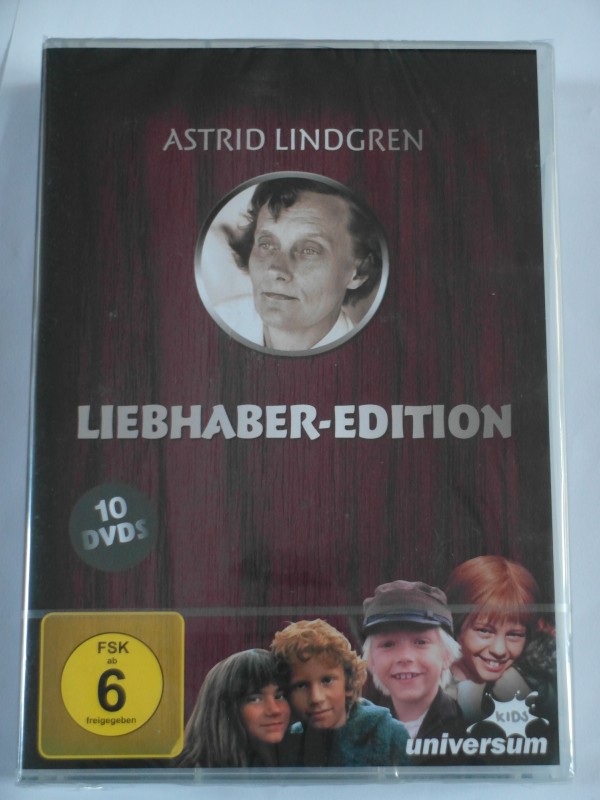 ASTRID LINDGREN
LIEBHABER-EDITION
10
DVDS
FSK
ab
6
freigegeben
KIDS
universum